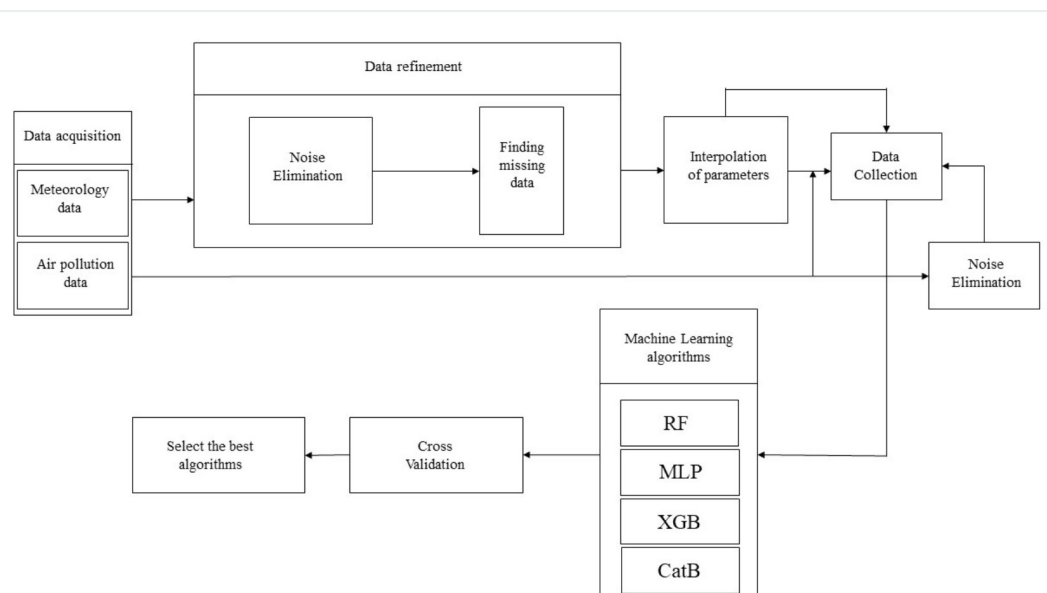 Data refinement
Data acquisition
Meteorology
data
Air pollution
data
Noise
Elimination
Finding
missing
data
Interpolation
of parameters
Data
Collection
Noise
Elimination
Machine Learning
algorithms
RF
MLP
XGB
CatB
Cross
Validation
Select the best
algorithms